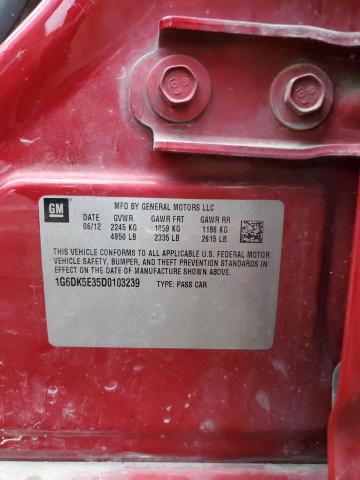 GM
MFD BY GENERAL MOTORS LLC
DATE GVWR GAWR FRT GAWR RR
06/12 2245 KG 1059 KG 1186 KG
4950 LB 2335 LB 2615 LB
THIS VEHICLE CONFORMS TO ALL APPLICABLE U.S. FEDERAL MOTOR
VEHICLE SAFETY, BUMPER, AND THEFT PREVENTION STANDARDS IN
EFFECT ON THE DATE OF MANUFACTURE SHOWN ABOVE.
1G6DK5E35D0103239 TYPE: PASS CAR